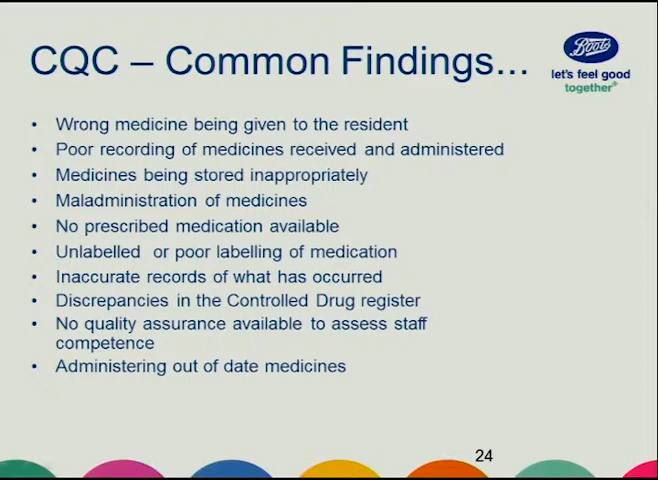 CQC – Common Findings...
Boots
let's feel good
together®
• Wrong medicine being given to the resident
• Poor recording of medicines received and administered
• Medicines being stored inappropriately
• Maladministration of medicines
• No prescribed medication available
• Unlabelled or poor labelling of medication
• Inaccurate records of what has occurred
• Discrepancies in the Controlled Drug register
• No quality assurance available to assess staff
competence
• Administering out of date medicines
24